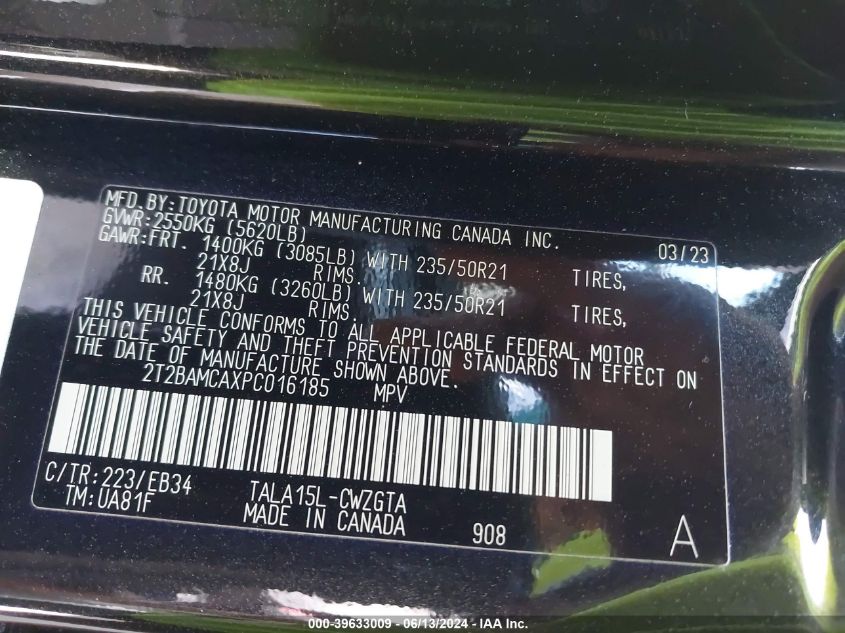 MFD. BY: TOYOTA MOTOR MANUFACTURING CANADA INC. 03/23
GVWR: 2550KG (5620LB)
GAWR: FRT. 1400KG (3085LB) WITH 235/50R21 TIRES,
21X8J RIMS.
RR. 1480KG (3260LB) WITH 235/50R21 TIRES,
21X8J RIMS.
THIS VEHICLE CONFORMS TO ALL APPLICABLE FEDERAL MOTOR
VEHICLE SAFETY AND THEFT PREVENTION STANDARDS IN EFFECT ON
THE DATE OF MANUFACTURE SHOWN ABOVE.
2T2BAMCAXPC016185 MPV
C/TR: 223/EB34 TALA15L-CWZGTA
TM: UA81F MADE IN CANADA 908 A
000-39633009 - 06/13/2024 - IAA Inc.